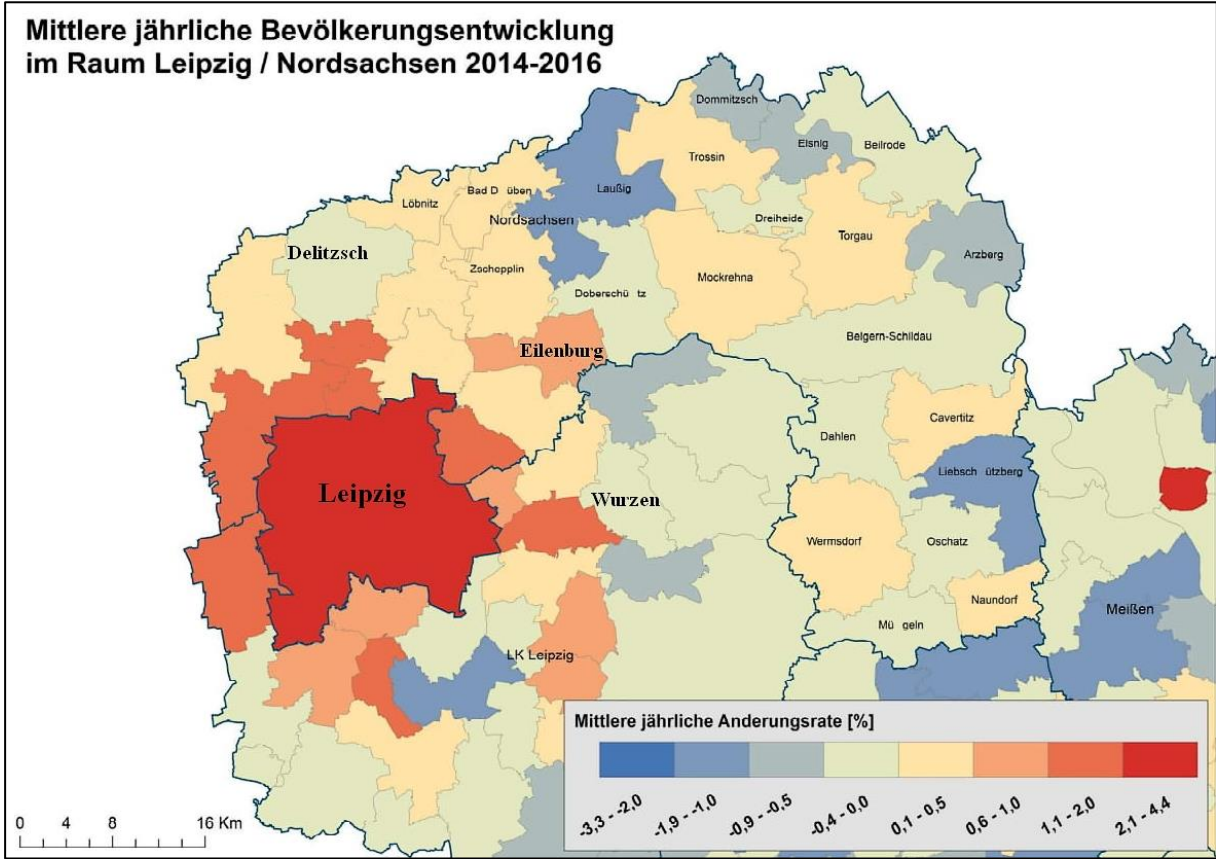 Mittlere jährliche Bevölkerungsentwicklung
im Raum Leipzig / Nordsachsen 2014-2016
Dommitzsch
Elsnig
Beilrode
Trossin
Laußig
Bad D üben
Löbnitz
Nordsachsen
Dreiheide
Torgau
Delitzsch
Arzberg
Zschepplin
Mockrehna
Doberschü tz
Belgern-Schildau
Eilenburg
Cavertitz
Dahlen
Liebsch ützberg
Leipzig
Wurzen
Wermsdorf
Oschatz
Naundorf
Meißen
Mü geln
LK Leipzig
Mittlere jährliche Anderungsrate [%]
-3,3 - -2.0
-1,9 - -1,0
-0,9 - -0,5
-0,4 - 0,0
0,1 - 0,5
0,6 - 1,0
1,1 - 2,0
2,1 - 4,4
0 4 8 16 Km